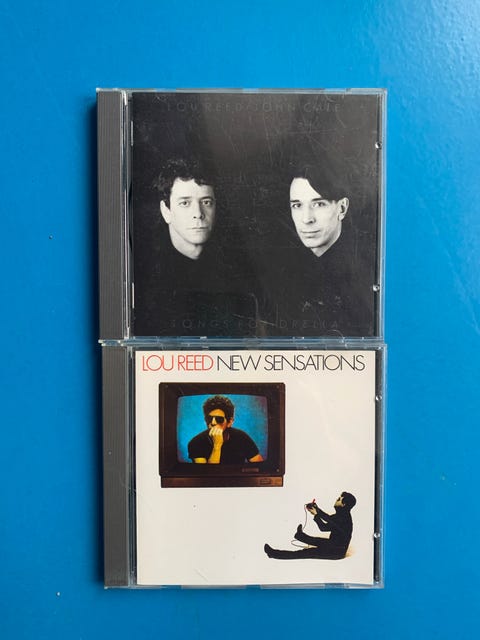 LOU REED/JOHN CALE
SONGS FOR DRELLA
LOU REED NEW SENSATIONS